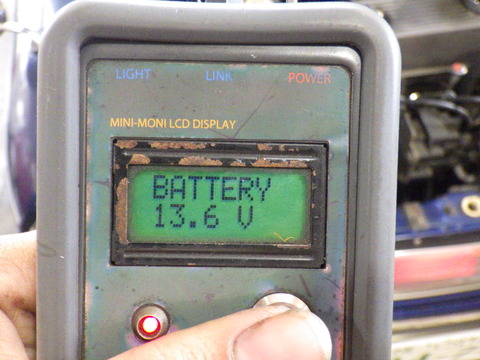 LIGHT LINK POWER
MINI-MONI LCD DISPLAY
BATTERY
13.6 V